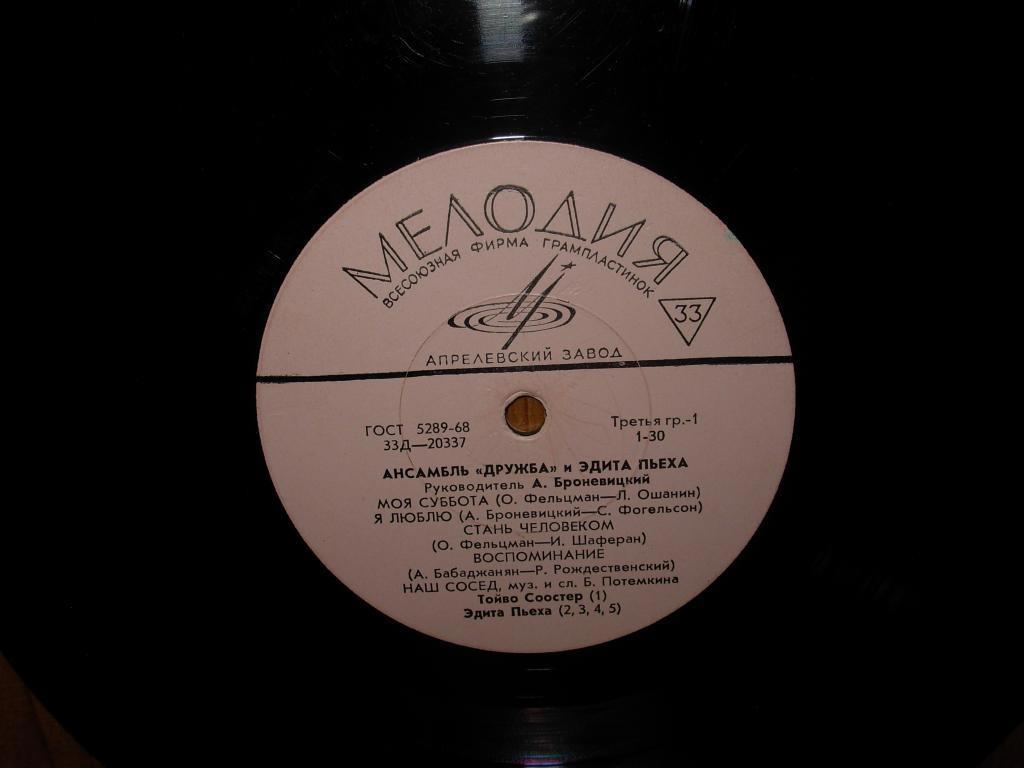 МЕЛОДИЯ
ВСЕСОЮЗНАЯ ФИРМА ГРАМПЛАСТИНОК
33
АПРЕЛЕВСКИЙ ЗАВОД
ГОСТ 5289-68 Третья гр.-1
33Д—20337 1-30
АНСАМБЛЬ «ДРУЖБА» и ЭДИТА ПЬЕХА
Руководитель А. Броневицкий
МОЯ СУББОТА (О. Фельцман—Л. Ошанин)
Я ЛЮБЛЮ (А. Броневицкий—С. Фогельсон)
СТАНЬ ЧЕЛОВЕКОМ
(О. Фельцман—И. Шаферан)
ВОСПОМИНАНИЕ
(А. Бабаджанян—Р. Рождественский)
НАШ СОСЕД, муз. и сл. Б. Потемкина
Тойво Соостер (1)
Эдита Пьеха (2, 3, 4, 5)